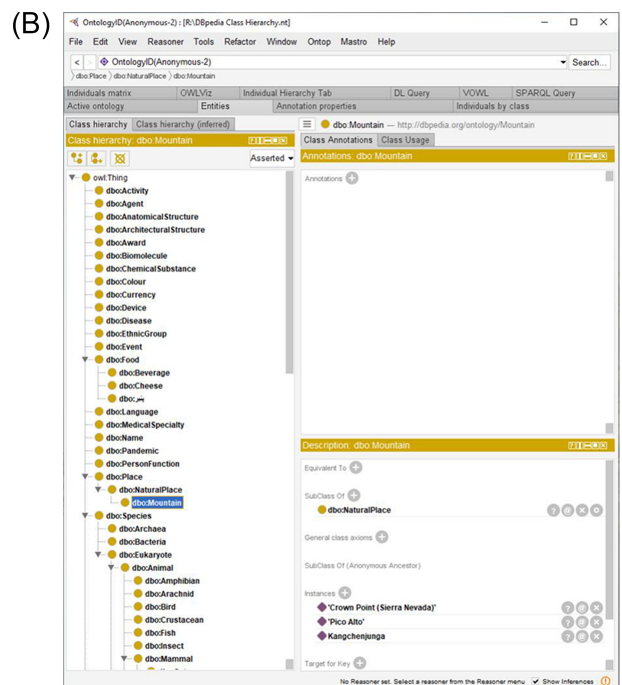 (B)
OntologyID(Anonymous-2) : [R:\DBpedia Class Hierarchy.nt]
File Edit View Reasoner Tools Refactor Window Ontop Mastro Help
< > OntologyID(Anonymous-2) Search...
dbo:Place dbo:NaturalPlace dbo:Mountain
Individuals matrix OWLViz Individual Hierarchy Tab DL Query VOWL SPARQL Query
Active ontology Entities Annotation properties Individuals by class
Class hierarchy Class hierarchy (inferred)
Class hierarchy: dbo:Mountain
Asserted
owl:Thing
dbo:Activity
dbo:Agent
dbo:AnatomicalStructure
dbo:ArchitecturalStructure
dbo:Award
dbo:Biomolecule
dbo:ChemicalSubstance
dbo:Colour
dbo:Currency
dbo:Device
dbo:Disease
dbo:EthnicGroup
dbo:Event
dbo:Food
dbo:Beverage
dbo:Cheese
dbo:
dbo:Language
dbo:MedicalSpecialty
dbo:Name
dbo:Pandemic
dbo:PersonFunction
dbo:Place
dbo:NaturalPlace
dbo:Mountain
dbo:Species
dbo:Archaea
dbo:Bacteria
dbo:Eukaryote
dbo:Animal
dbo:Amphibian
dbo:Arachnid
dbo:Bird
dbo:Crustacean
dbo:Fish
dbo:Insect
dbo:Mammal
dbo:Mountain — http://dbpedia.org/ontology/Mountain
Class Annotations Class Usage
Annotations: dbo:Mountain
Annotations
Description: dbo:Mountain
Equivalent To
SubClass Of
dbo:NaturalPlace
General class axioms
SubClass Of (Anonymous Ancestor)
Instances
'Crown Point (Sierra Nevada)'
'Pico Alto'
Kangchenjunga
Target for Key
No Reasoner set. Select a reasoner from the Reasoner menu Show Inferences